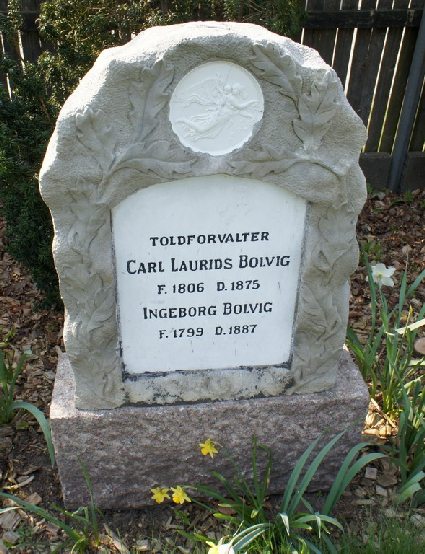 TOLDFORVALTER
CARL LAURIDS BOLVIG
F. 1806 D. 1875
INGEBORG BOLVIG
F. 1799 D. 1887